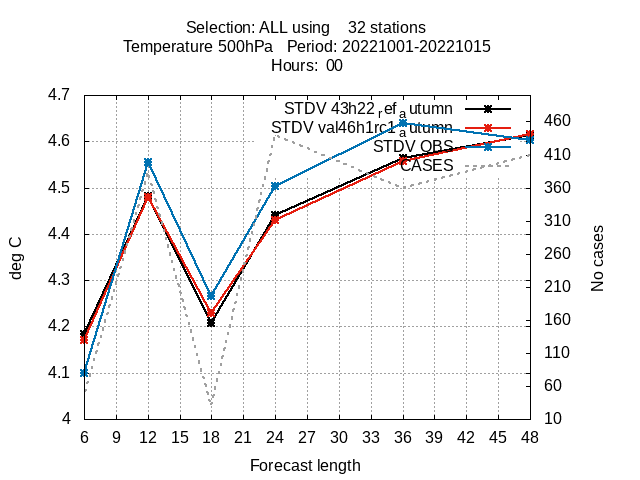 Selection: ALL using 32 stations
Temperature 500hPa Period: 20221001-20221015
Hours: 00
4.7
4.6
4.5
4.4
4.3
4.2
4.1
4
deg C
STDV 43h22_ref_autumn
STDV val46h1rc1_autumn
STDV OBS
CASES
460
410
360
310
260
210
160
110
60
10
No cases
6 9 12 15 18 21 24 27 30 33 36 39 42 45 48
Forecast length